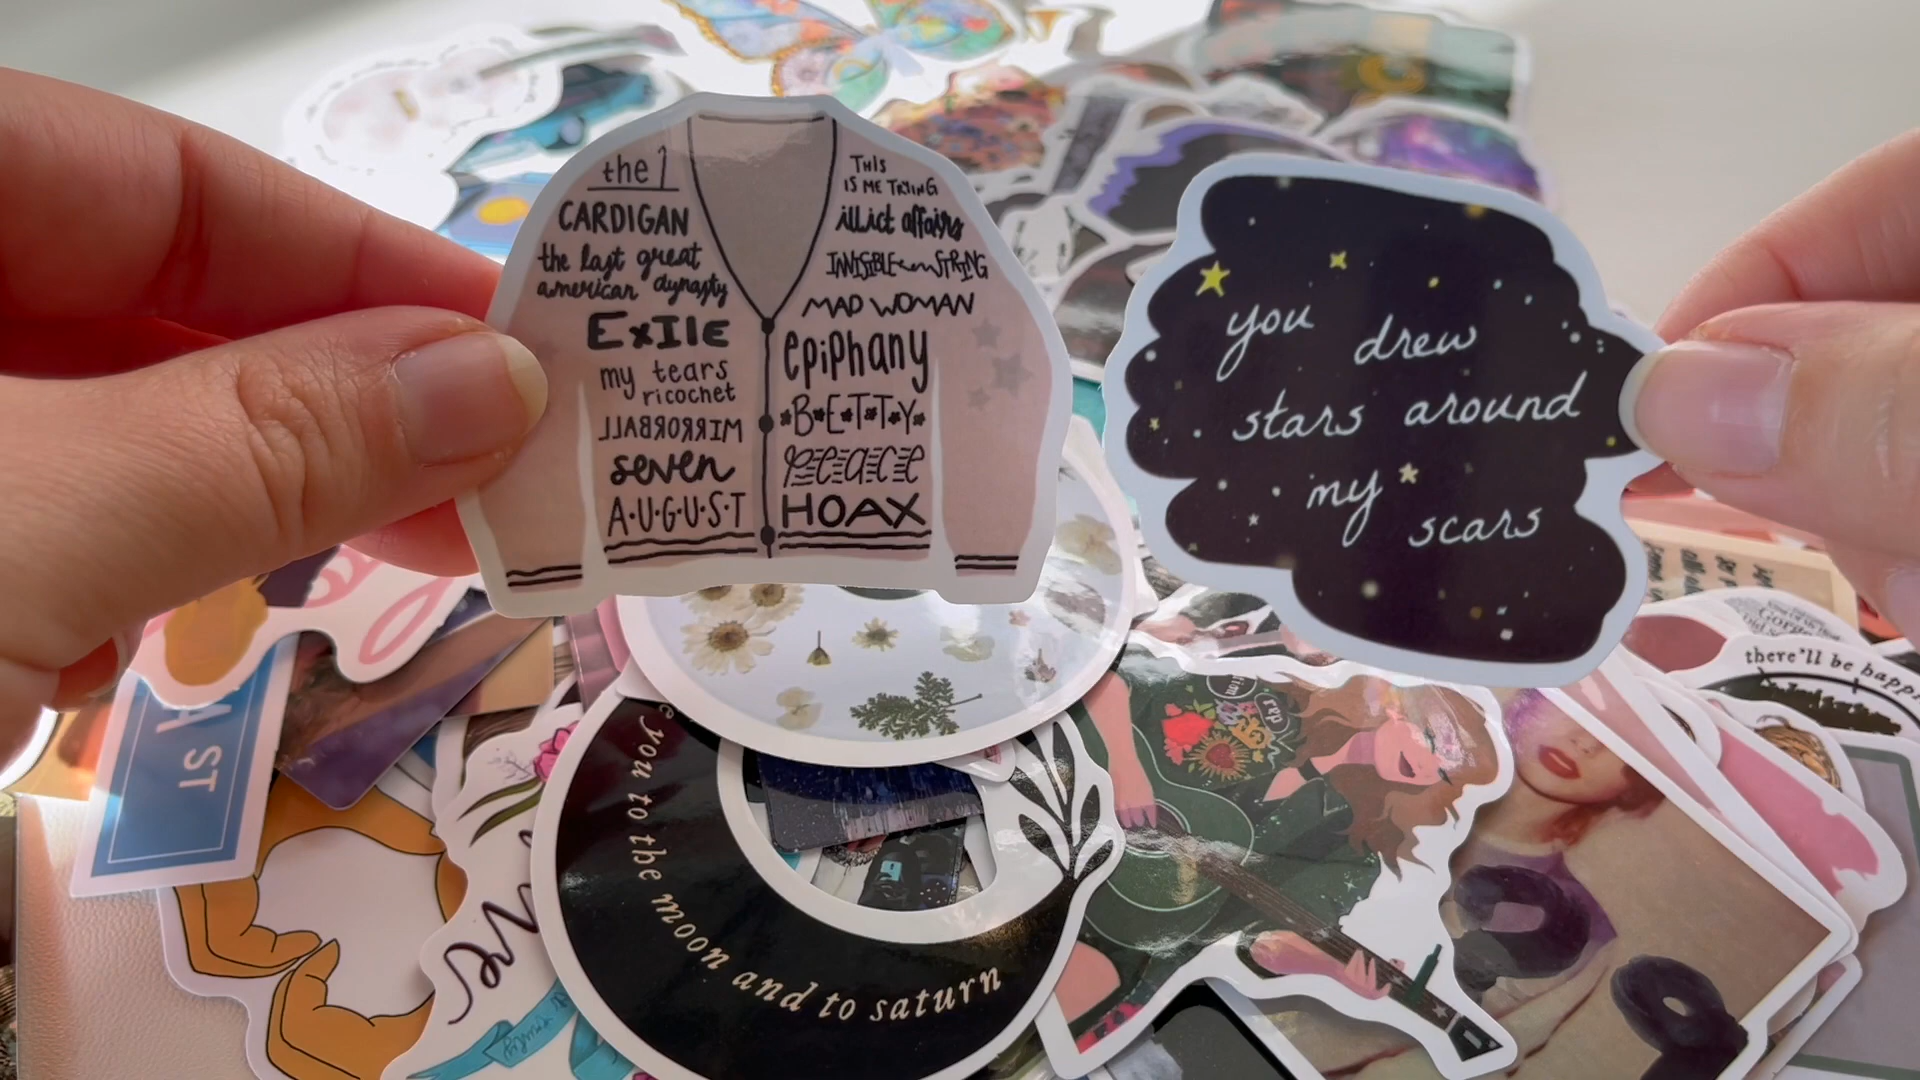 the 1
CARDIGAN
the last great
american dynasty
ExIlE
my tears
ricochet
MIRRORBALL
seven
A·U·G·U·S·T
THIS
IS ME TRYING
illict affairs
INVISIBLE STRING
MAD WOMAN
epiphany
B★E★T★T★Y★
peace
HOAX
you drew
stars around
my scars
A ST
you to the moon and to saturn
there'll be happi